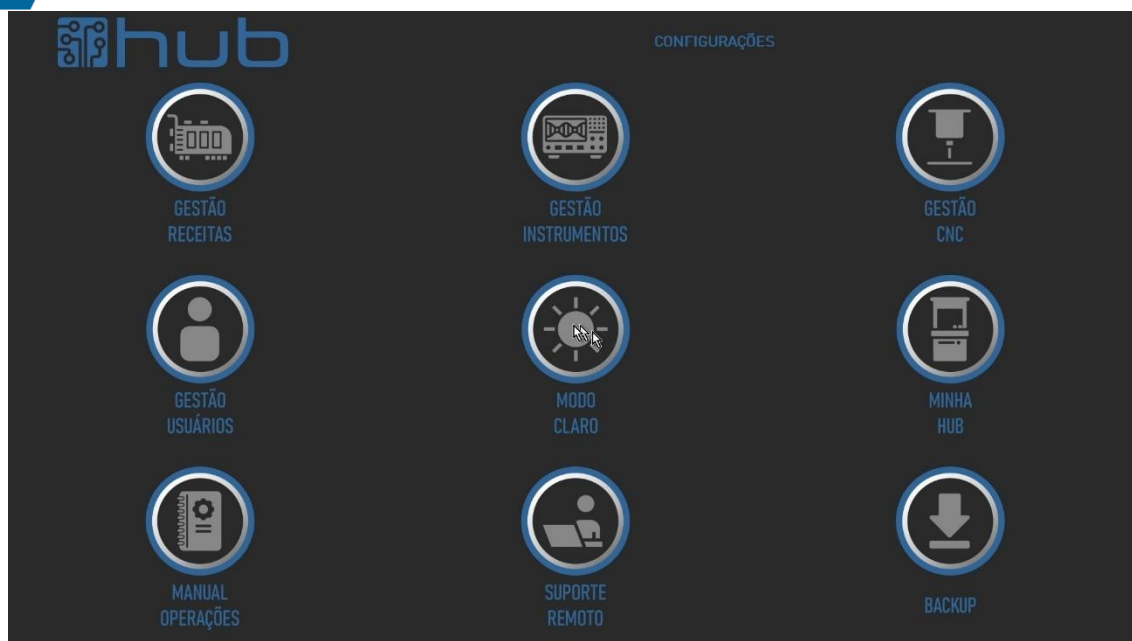 hub
CONFIGURAÇÕES
GESTÃO
RECEITAS
GESTÃO
INSTRUMENTOS
GESTÃO
CNC
GESTÃO
USUÁRIOS
MODO
CLARO
MINHA
HUB
MANUAL
OPERAÇÕES
SUPORTE
REMOTO
BACKUP